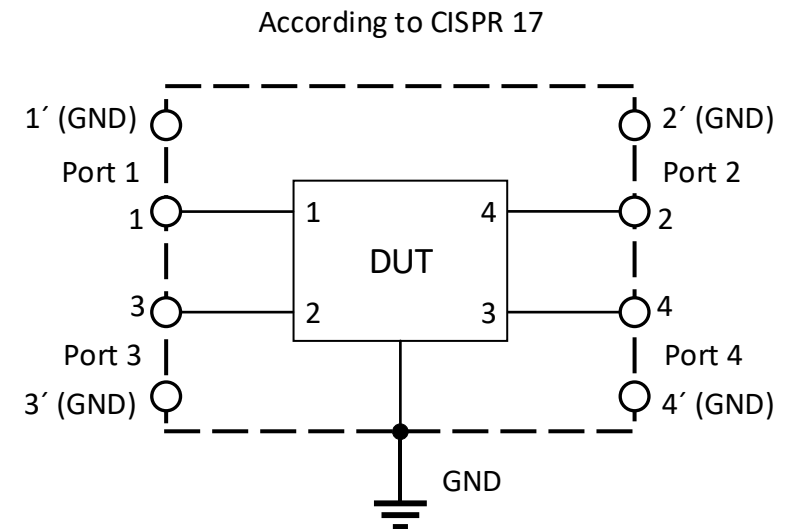 According to CISPR 17
1´ (GND)
2´ (GND)
Port 1
Port 2
1
1
4
2
DUT
3
2
3
4
Port 3
Port 4
3´ (GND)
4´ (GND)
GND